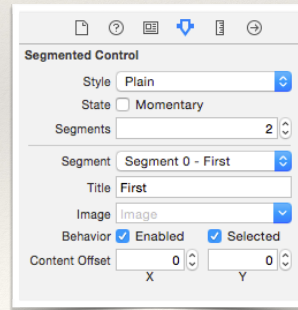 Segmented Control
Style Plain
State Momentary
Segments 2
Segment Segment 0 - First
Title First
Image Image
Behavior Enabled Selected
Content Offset 0 0
X Y